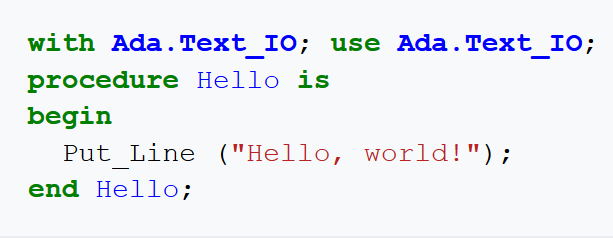 with Ada.Text_IO; use Ada.Text_IO;
procedure Hello is
begin
  Put_Line ("Hello, world!");
end Hello;